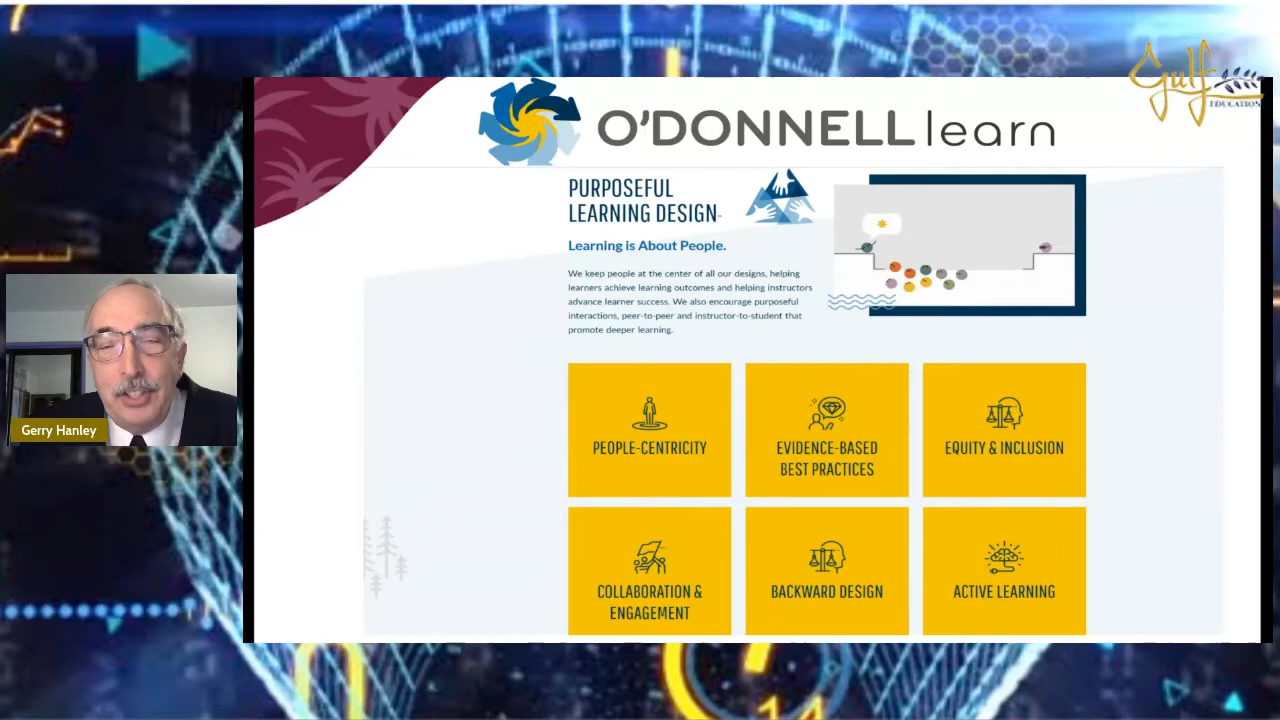 Gulf
EDUCATION
O'DONNELL learn
PURPOSEFUL
LEARNING DESIGN
Learning is About People.
We keep people at the center of all our designs, helping
learners achieve learning outcomes and helping instructors
advance learner success. We also encourage purposeful
interactions, peer-to-peer and instructor-to-student that
promote deeper learning.
Gerry Hanley
PEOPLE-CENTRICITY
EVIDENCE-BASED
BEST PRACTICES
EQUITY & INCLUSION
COLLABORATION &
ENGAGEMENT
BACKWARD DESIGN
ACTIVE LEARNING
14